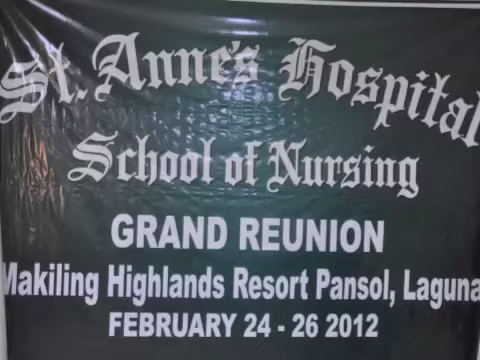 St. Anne's Hospital
School of Nursing
GRAND REUNION
Makiling Highlands Resort Pansol, Laguna
FEBRUARY 24 - 26 2012